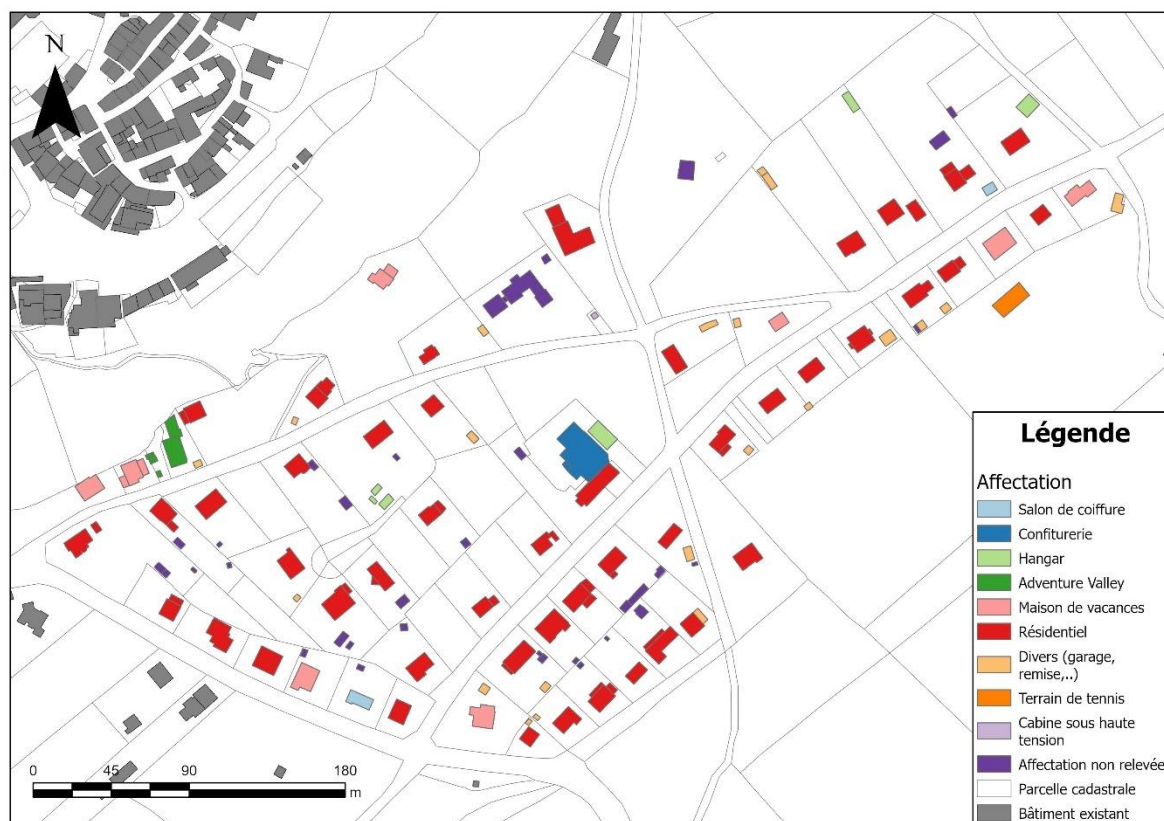 N
Légende
Affectation
Salon de coiffure
Confiturerie
Hangar
Adventure Valley
Maison de vacances
Résidentiel
Divers (garage,
remise,..)
Terrain de tennis
Cabine sous haute
tension
Affectation non relevée
Parcelle cadastrale
Bâtiment existant
0 45 90 180
m